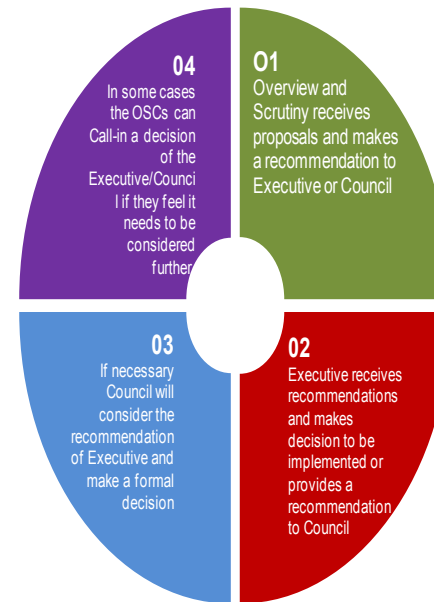 O1
Overview and
Scrutiny receives
proposals and makes
a recommendation to
Executive or Council
02
Executive receives
recommendations
and makes
decision to be
implemented or
provides a
recommendation
to Council
03
If necessary
Council will
consider the
recommendation
of Executive and
make a formal
decision
04
In some cases
the OSCs can
Call-in a decision
of the
Executive/Counci
l if they feel it
needs to be
considered
further.